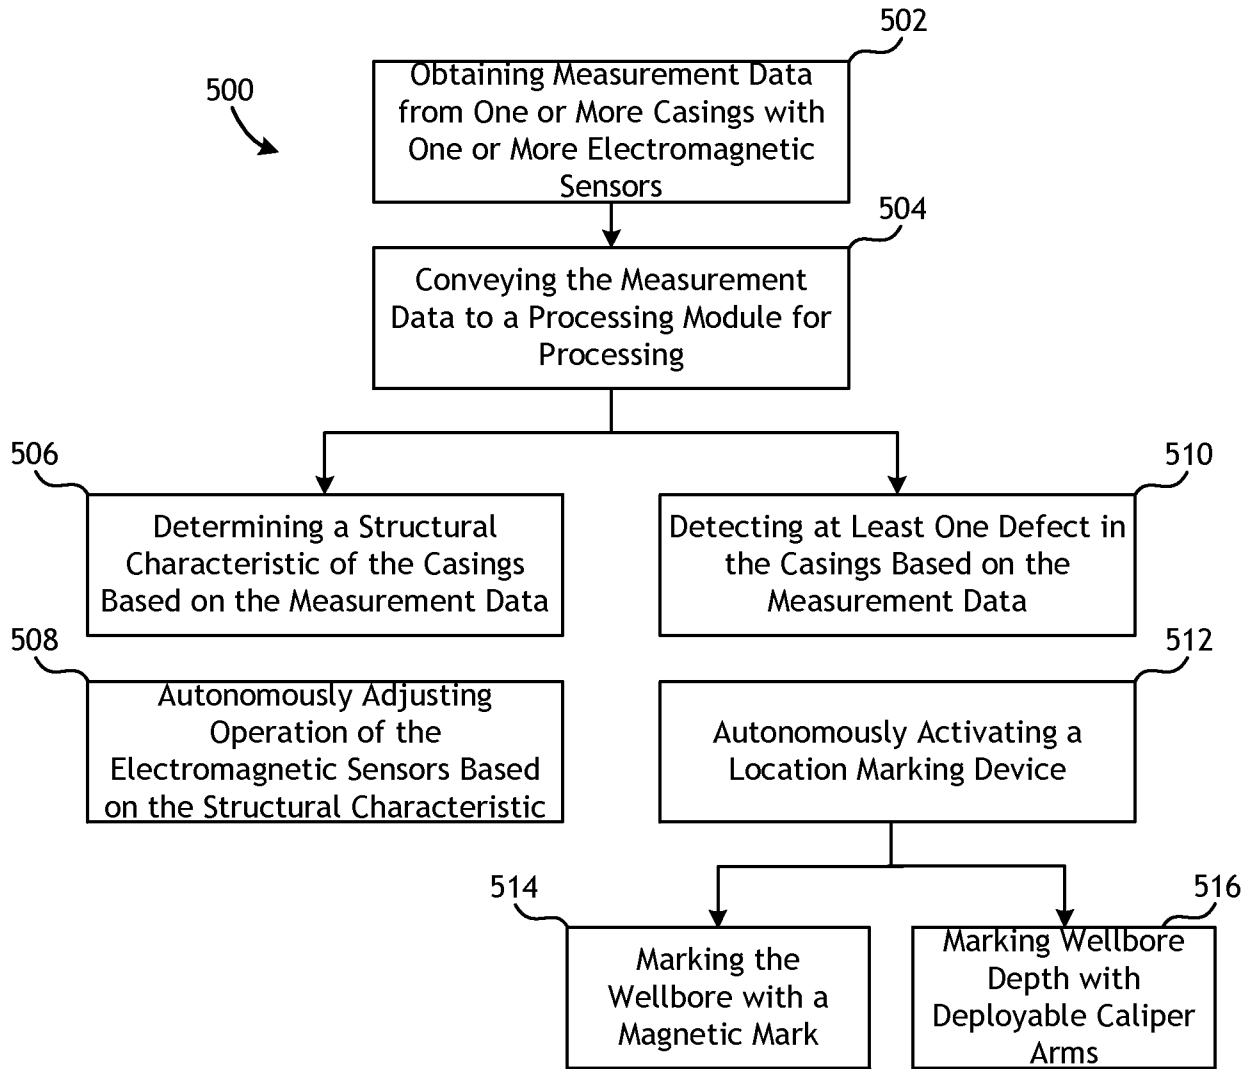 502
500
Obtaining Measurement Data
from One or More Casings with
One or More Electromagnetic
Sensors
504
Conveying the Measurement
Data to a Processing Module for
Processing
506
Determining a Structural
Characteristic of the Casings
Based on the Measurement Data
510
Detecting at Least One Defect in
the Casings Based on the
Measurement Data
508
Autonomously Adjusting
Operation of the
Electromagnetic Sensors Based
on the Structural Characteristic
512
Autonomously Activating a
Location Marking Device
514
Marking the
Wellbore with a
Magnetic Mark
516
Marking Wellbore
Depth with
Deployable Caliper
Arms